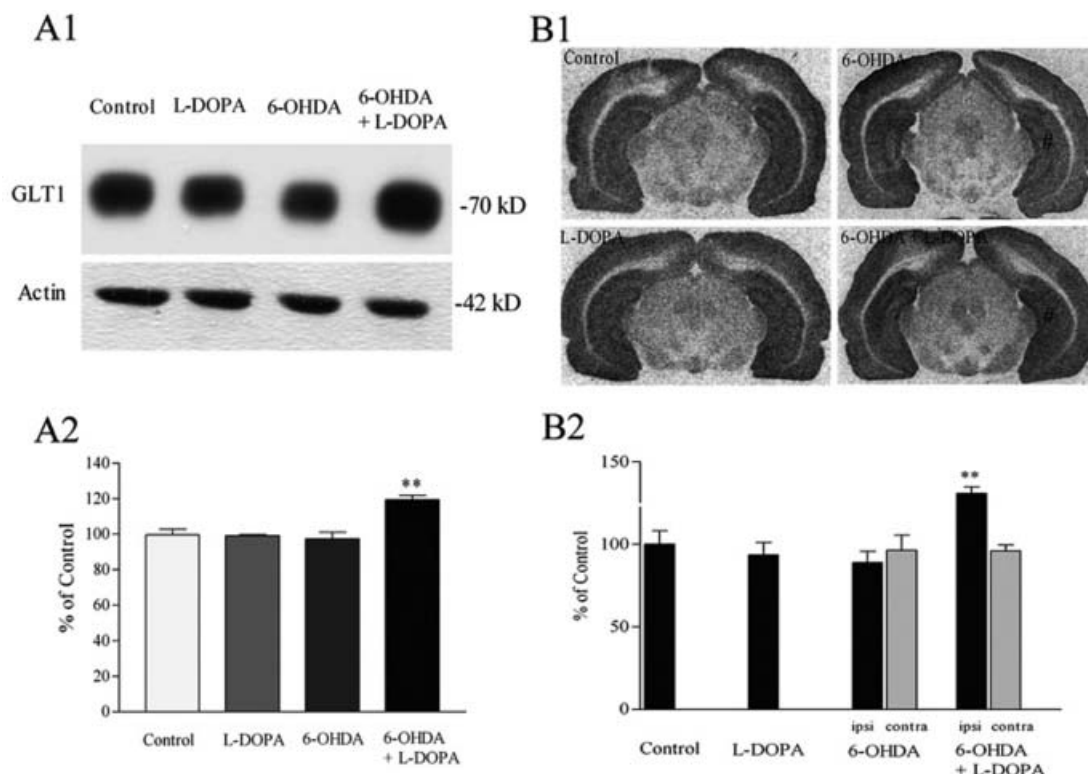 A1
Control L-DOPA 6-OHDA 6-OHDA + L-DOPA
GLT1
-70 kD
Actin
-42 kD
B1
Control
6-OHDA
#
L-DOPA
6-OHDA + L-DOPA
#
A2
% of Control
140
120
100
80
60
40
20
0
**
Control L-DOPA 6-OHDA 6-OHDA
+ L-DOPA
B2
% of Control
150
100
50
0
**
ipsi contra ipsi contra
Control L-DOPA 6-OHDA 6-OHDA
+ L-DOPA